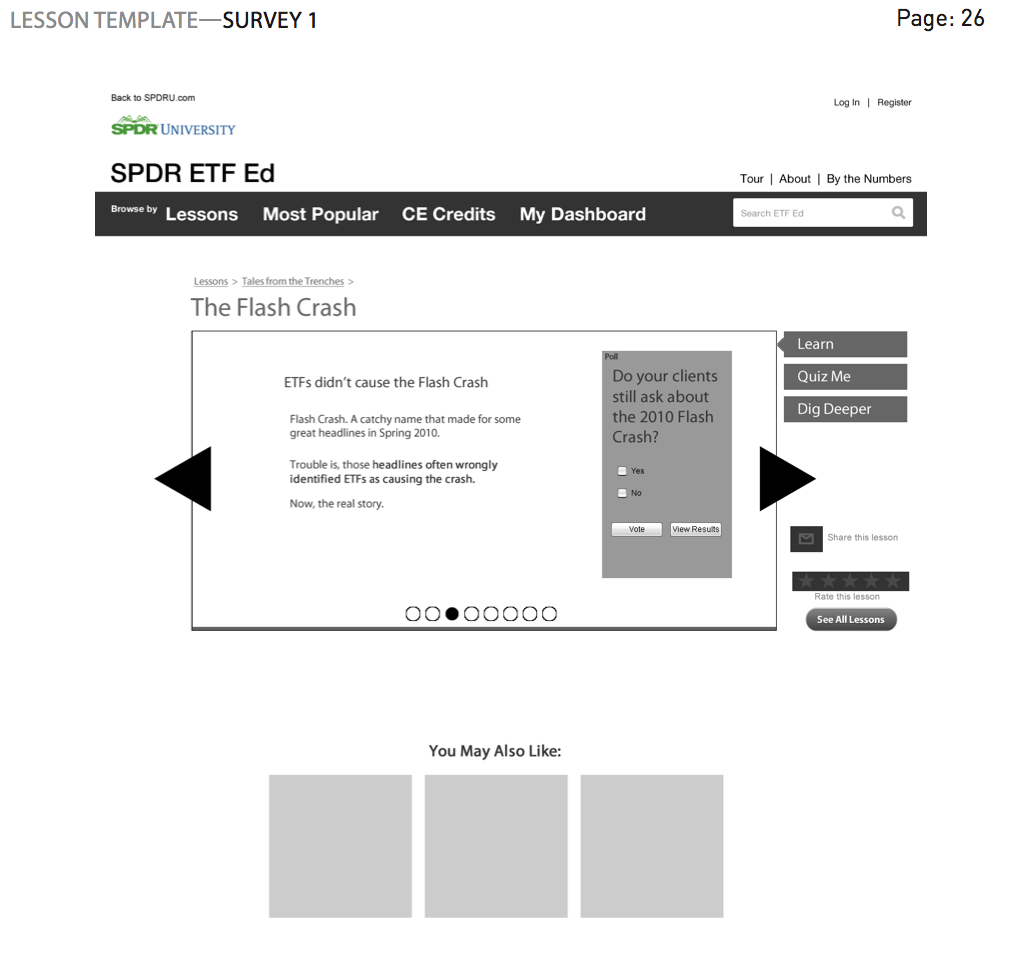 LESSON TEMPLATE—SURVEY 1
Page: 26
Back to SPDRU.com
Log In | Register
SPDR UNIVERSITY
SPDR ETF Ed
Tour | About | By the Numbers
Browse by Lessons Most Popular CE Credits My Dashboard
Search ETF Ed
Lessons > Tales from the Trenches >
The Flash Crash
ETFs didn't cause the Flash Crash
Flash Crash. A catchy name that made for some
great headlines in Spring 2010.
Trouble is, those headlines often wrongly
identified ETFs as causing the crash.
Now, the real story.
Poll
Do your clients
still ask about
the 2010 Flash
Crash?
Yes
No
Vote View Results
Learn
Quiz Me
Dig Deeper
Share this lesson
Rate this lesson
See All Lessons
You May Also Like: